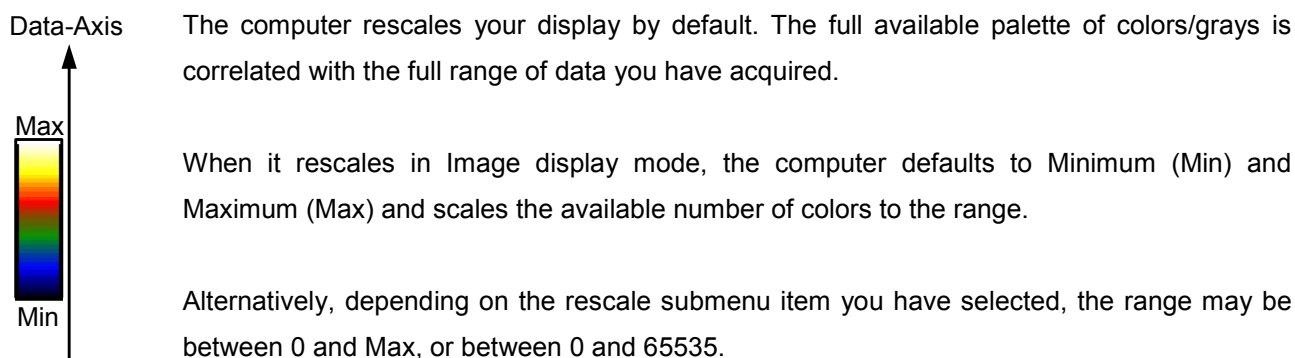 Data-Axis
Max
Min
The computer rescales your display by default. The full available palette of colors/grays is
correlated with the full range of data you have acquired.
When it rescales in Image display mode, the computer defaults to Minimum (Min) and
Maximum (Max) and scales the available number of colors to the range.
Alternatively, depending on the rescale submenu item you have selected, the range may be
between 0 and Max, or between 0 and 65535.